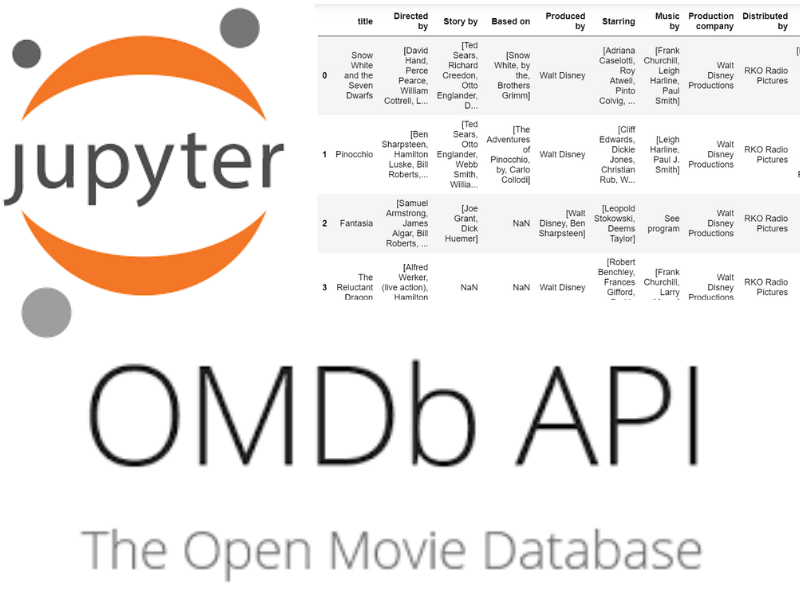 jupyter
title Directed by Story by Based on Produced by Starring Music by Production company Distributed by
0 Snow White and the Seven Dwarfs [David Hand, Perce Pearce, William Cottrell, L... [Ted Sears, Richard Creedon, Otto Englander, D... [Snow White, by the, Brothers Grimm] Walt Disney [Adriana Caselotti, Roy Atwell, Pinto Colvig, ... [Frank Churchill, Leigh Harline, Paul Smith] Walt Disney Productions RKO Radio Pictures
1 Pinocchio [Ben Sharpsteen, Hamilton Luske, Bill Roberts,... [Ted Sears, Otto Englander, Webb Smith, Willia... [The Adventures of Pinocchio, by, Carlo Collodi] Walt Disney [Cliff Edwards, Dickie Jones, Christian Rub, W... [Leigh Harline, Paul J. Smith] Walt Disney Productions RKO Radio Pictures
2 Fantasia [Samuel Armstrong, James Algar, Bill Roberts, ... [Joe Grant, Dick Huemer] NaN [Walt Disney, Ben Sharpsteen] [Leopold Stokowski, Deems Taylor] See program Walt Disney Productions RKO Radio Pictures
3 The Reluctant Dragon [Alfred Werker, (live action), Hamilton NaN NaN Walt Disney [Robert Benchley, Frances Gifford, [Frank Churchill, Larry Walt Disney Productions RKO Radio Pictures
OMDb API
The Open Movie Database